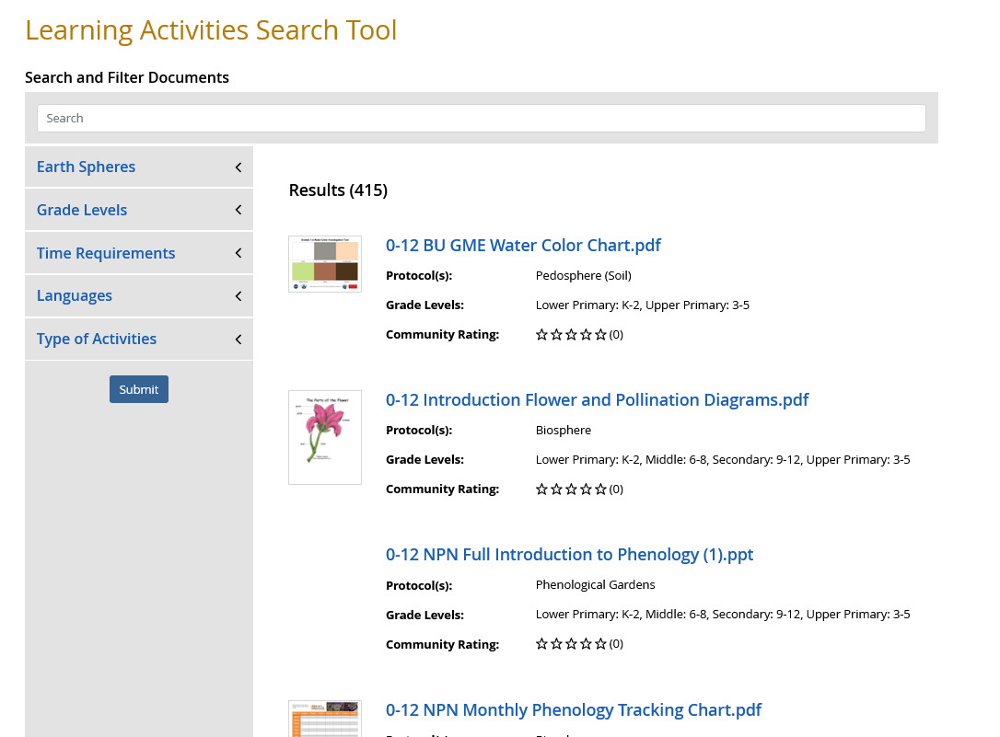 Learning Activities Search Tool
Search and Filter Documents
Search
Earth Spheres
Grade Levels
Time Requirements
Languages
Type of Activities
Submit
Results (415)
0-12 BU GME Water Color Chart.pdf
Protocol(s): Pedosphere (Soil)
Grade Levels: Lower Primary: K-2, Upper Primary: 3-5
Community Rating: (0)
The Parts of the Flower
0-12 Introduction Flower and Pollination Diagrams.pdf
Protocol(s): Biosphere
Grade Levels: Lower Primary: K-2, Middle: 6-8, Secondary: 9-12, Upper Primary: 3-5
Community Rating: (0)
0-12 NPN Full Introduction to Phenology (1).ppt
Protocol(s): Phenological Gardens
Grade Levels: Lower Primary: K-2, Middle: 6-8, Secondary: 9-12, Upper Primary: 3-5
Community Rating: (0)
0-12 NPN Monthly Phenology Tracking Chart.pdf